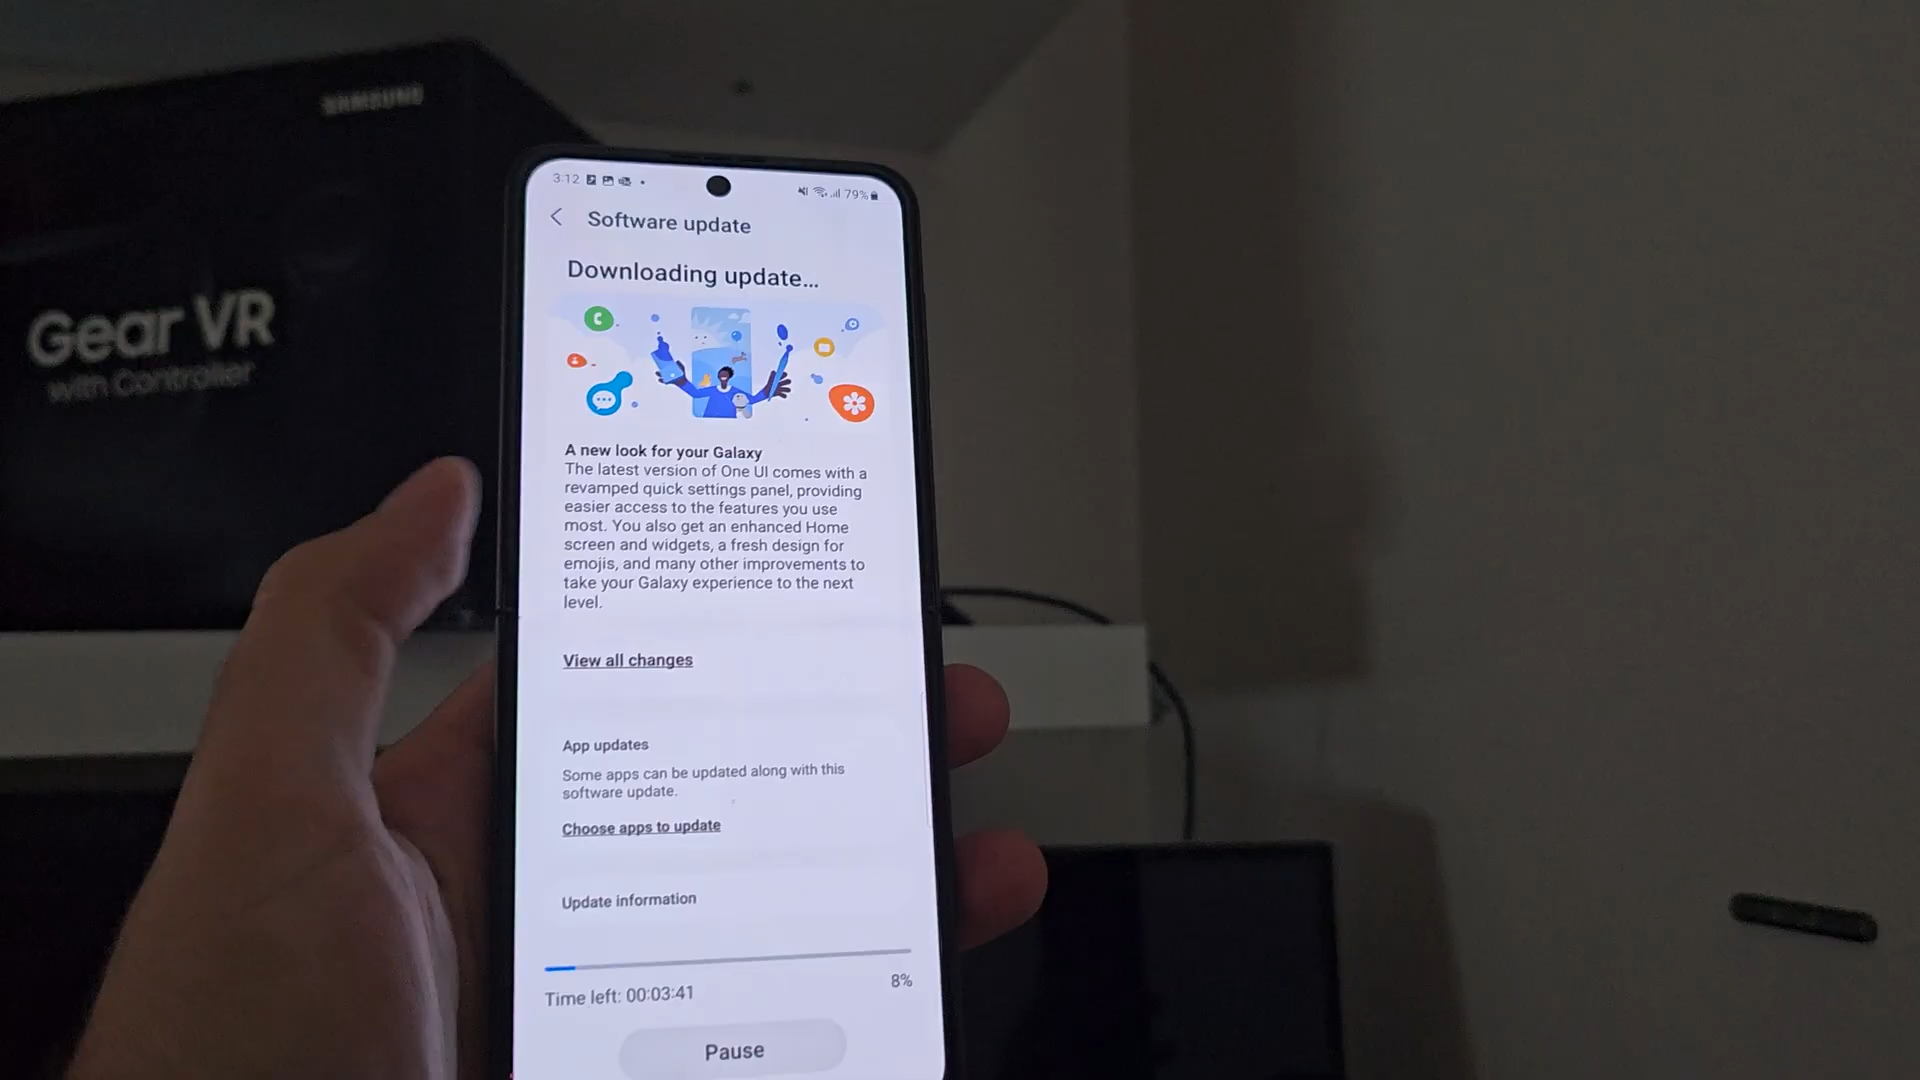 SAMSUNG
Gear VR
with Controller
3:12
79%
Software update
Downloading update...
A new look for your Galaxy
The latest version of One UI comes with a
revamped quick settings panel, providing
easier access to the features you use
most. You also get an enhanced Home
screen and widgets, a fresh design for
emojis, and many other improvements to
take your Galaxy experience to the next
level.
View all changes
App updates
Some apps can be updated along with this
software update.
Choose apps to update
Update information
8%
Time left: 00:03:41
Pause